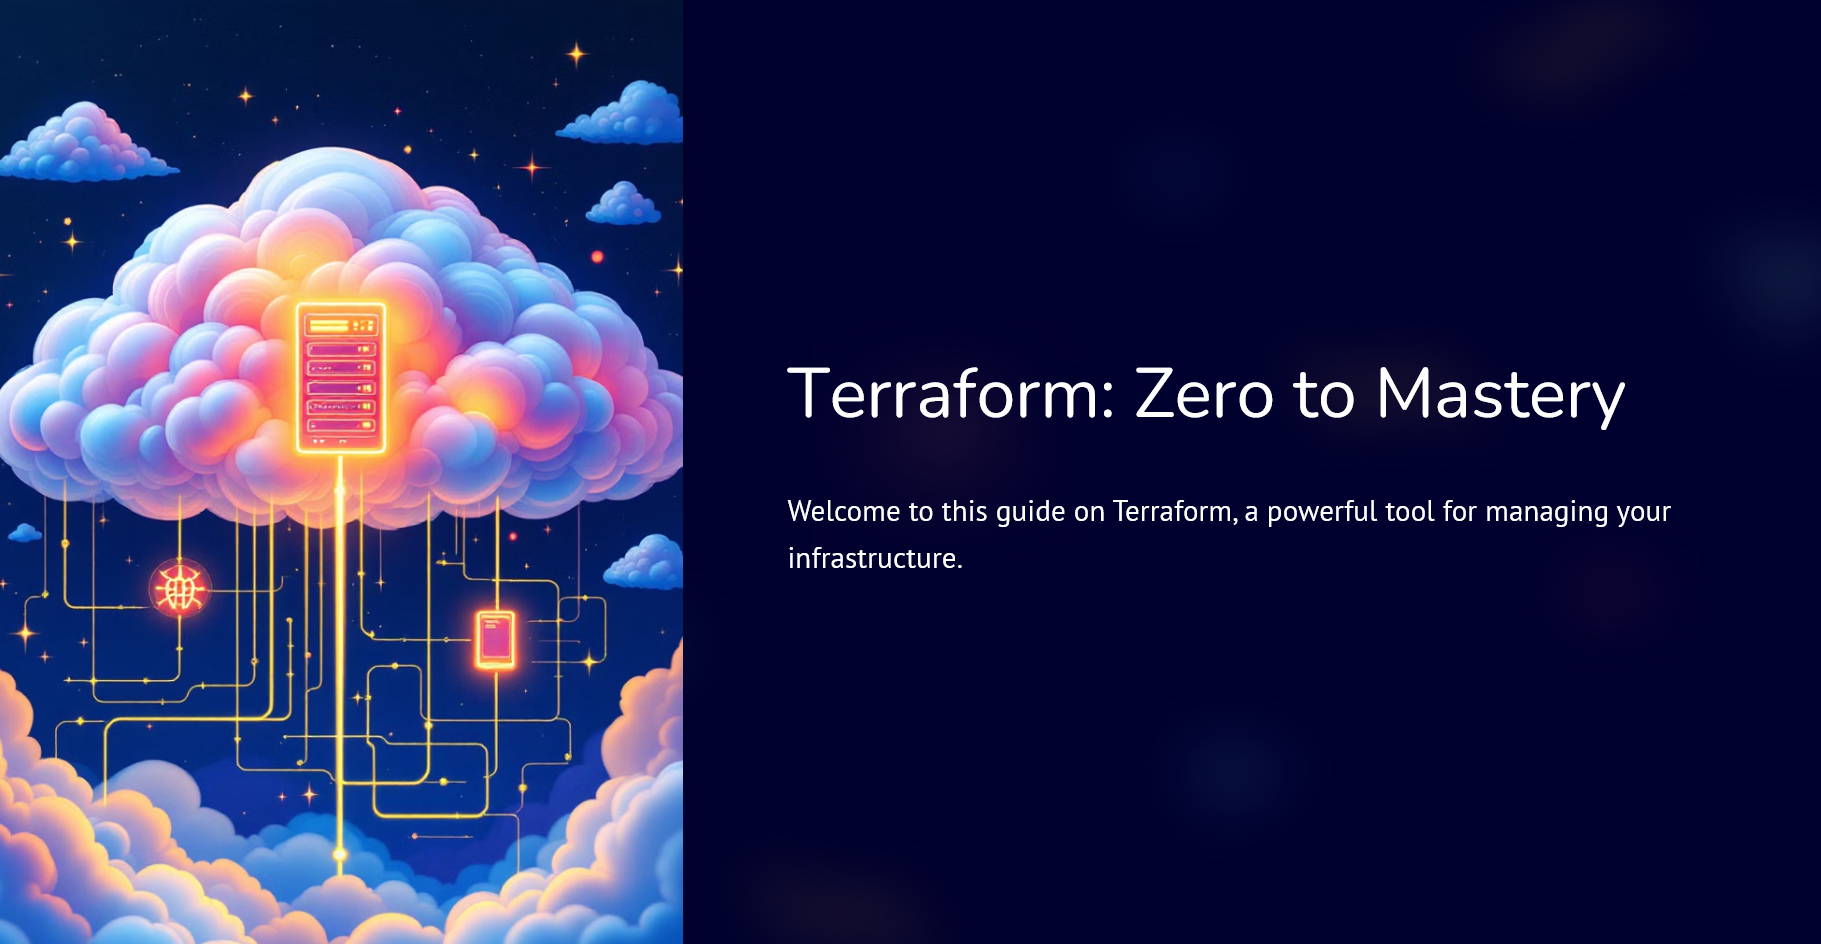 Terraform: Zero to Mastery
Welcome to this guide on Terraform, a powerful tool for managing your
infrastructure.